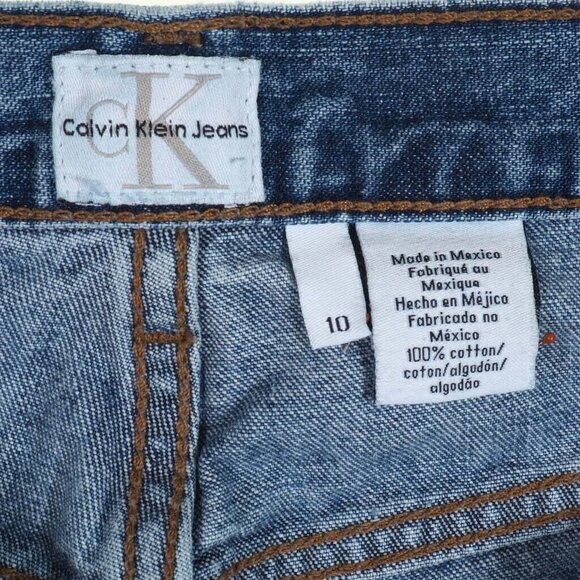 CK
Calvin Klein Jeans
10
Made in Mexico
Fabriqué au
Mexique
Hecho en Méjico
Fabricado no
México
100% cotton/
coton/algodón/
algodão